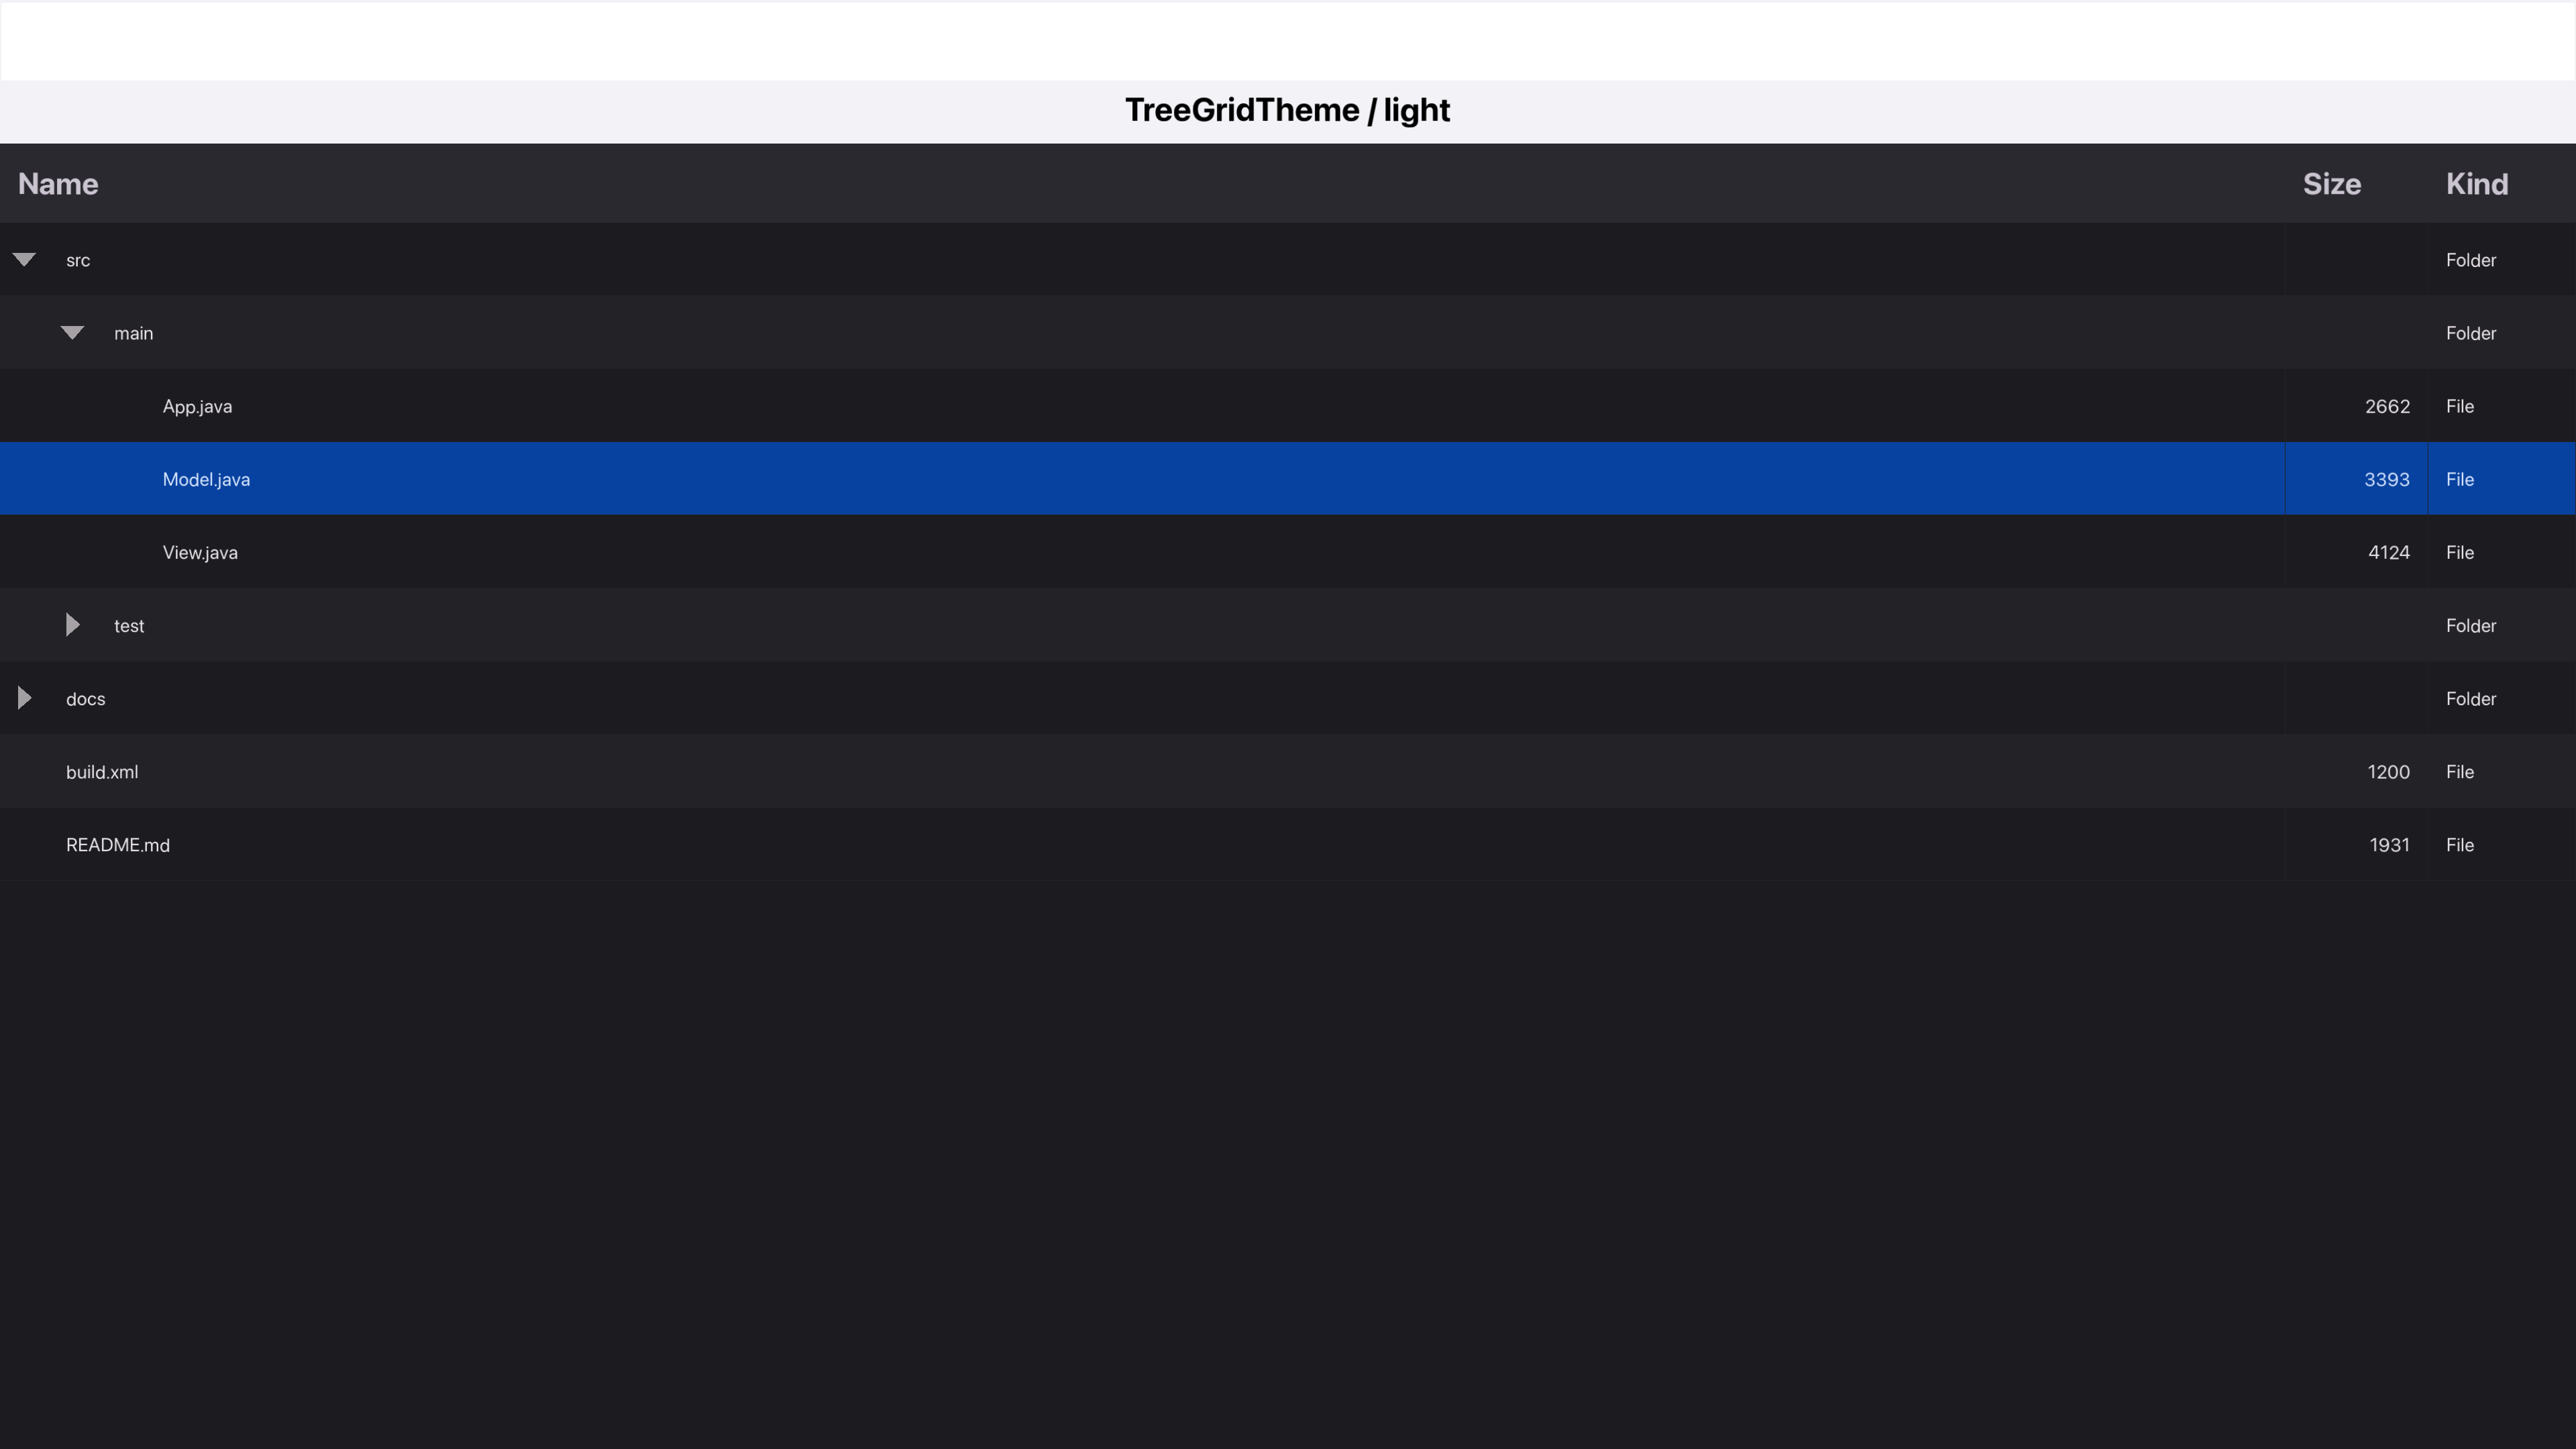 TreeGridTheme / light
Name Size Kind
src Folder
main Folder
App.java 2662 File
Model.java 3393 File
View.java 4124 File
test Folder
docs Folder
build.xml 1200 File
README.md 1931 File